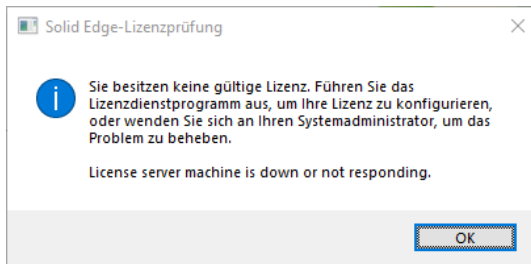 Solid Edge-Lizenzprüfung
Sie besitzen keine gültige Lizenz. Führen Sie das
Lizenzdienstprogramm aus, um Ihre Lizenz zu konfigurieren,
oder wenden Sie sich an Ihren Systemadministrator, um das
Problem zu beheben.
License server machine is down or not responding.
OK